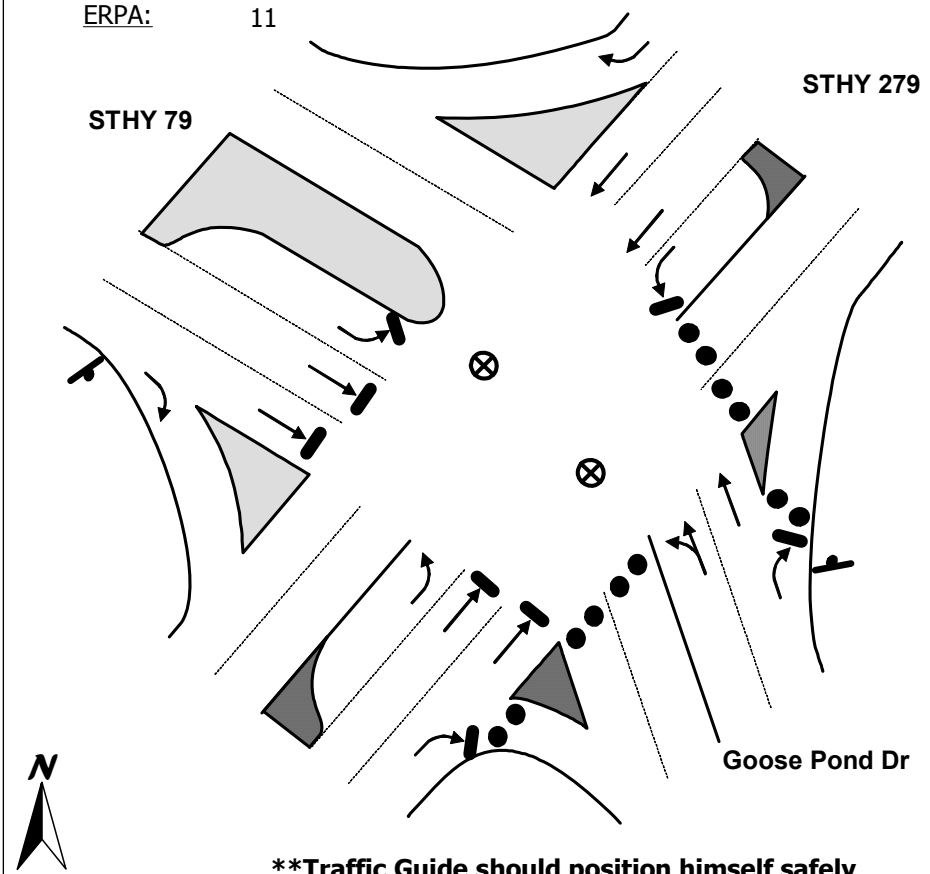 ERPA: 11
STHY 279
STHY 79
Goose Pond Dr
N
**Traffic Guide should position himself safely